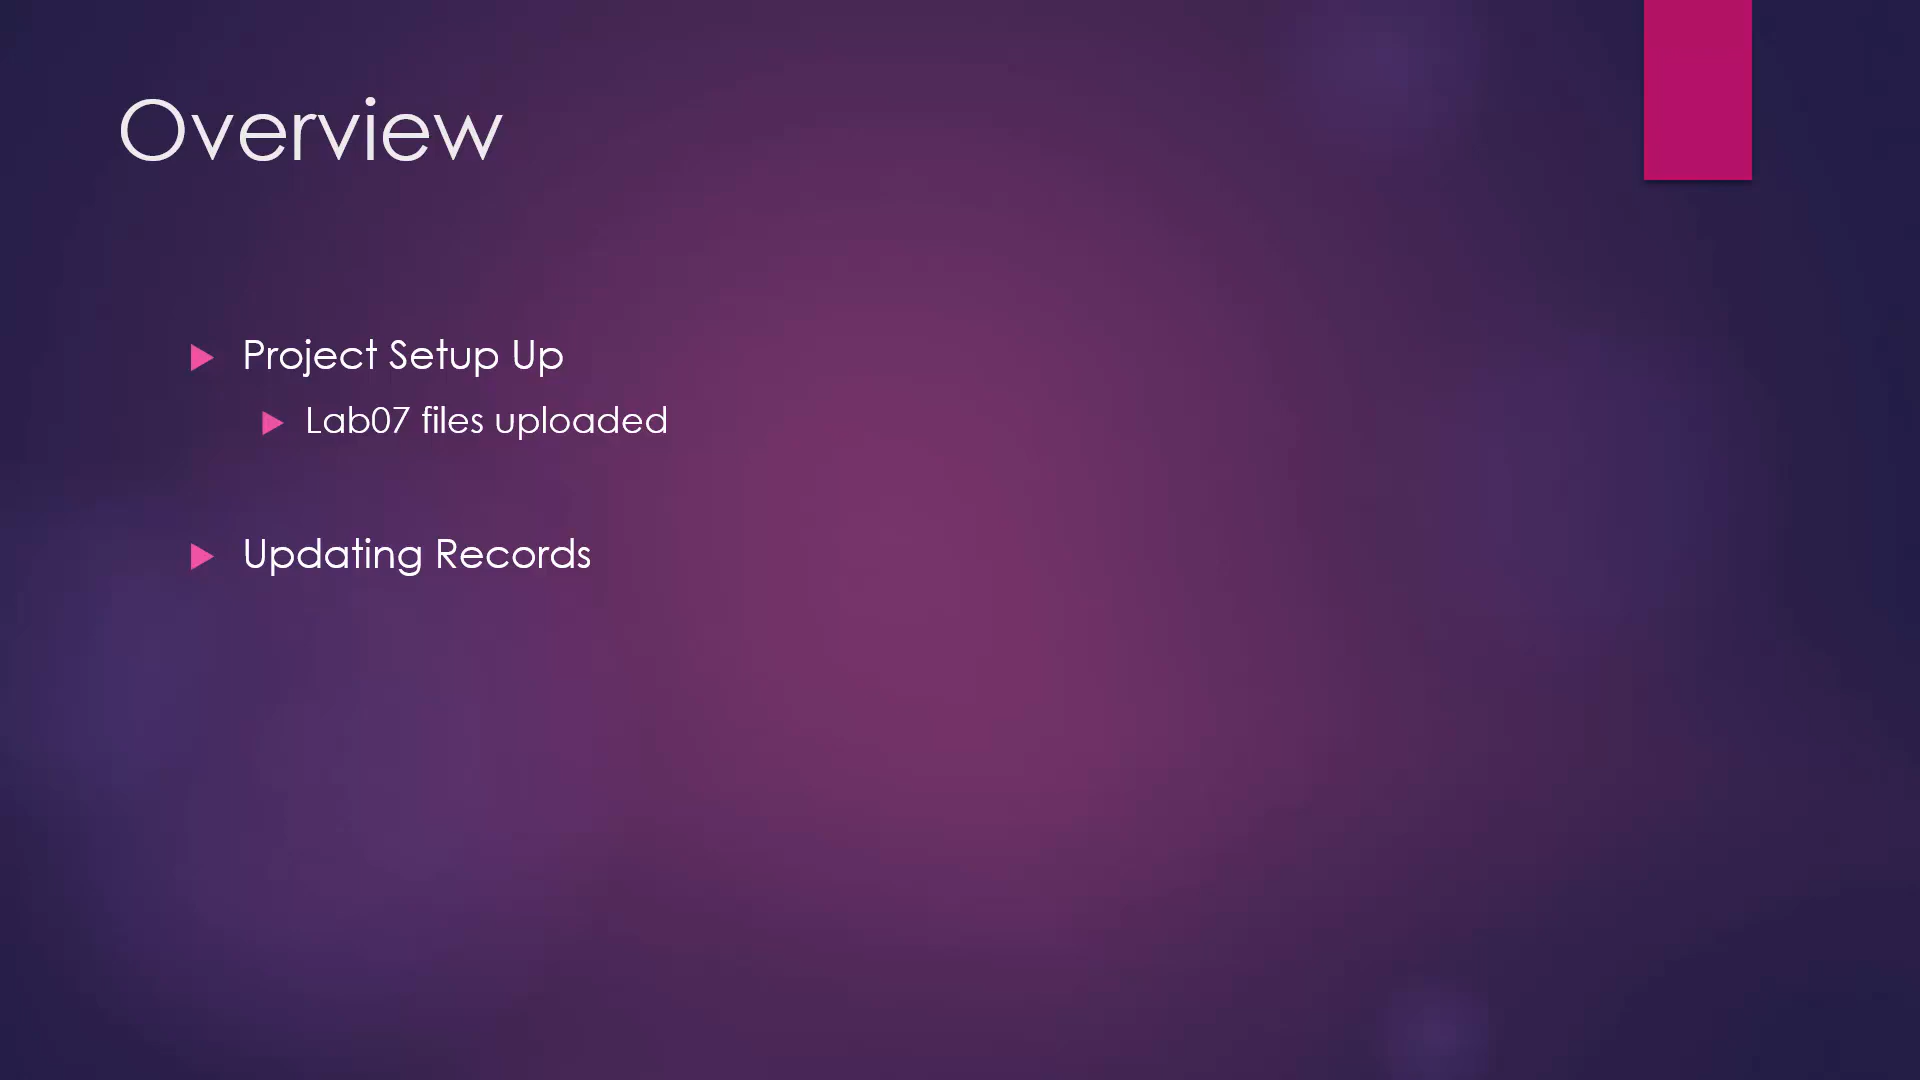 Overview
Project Setup Up
Lab07 files uploaded
Updating Records